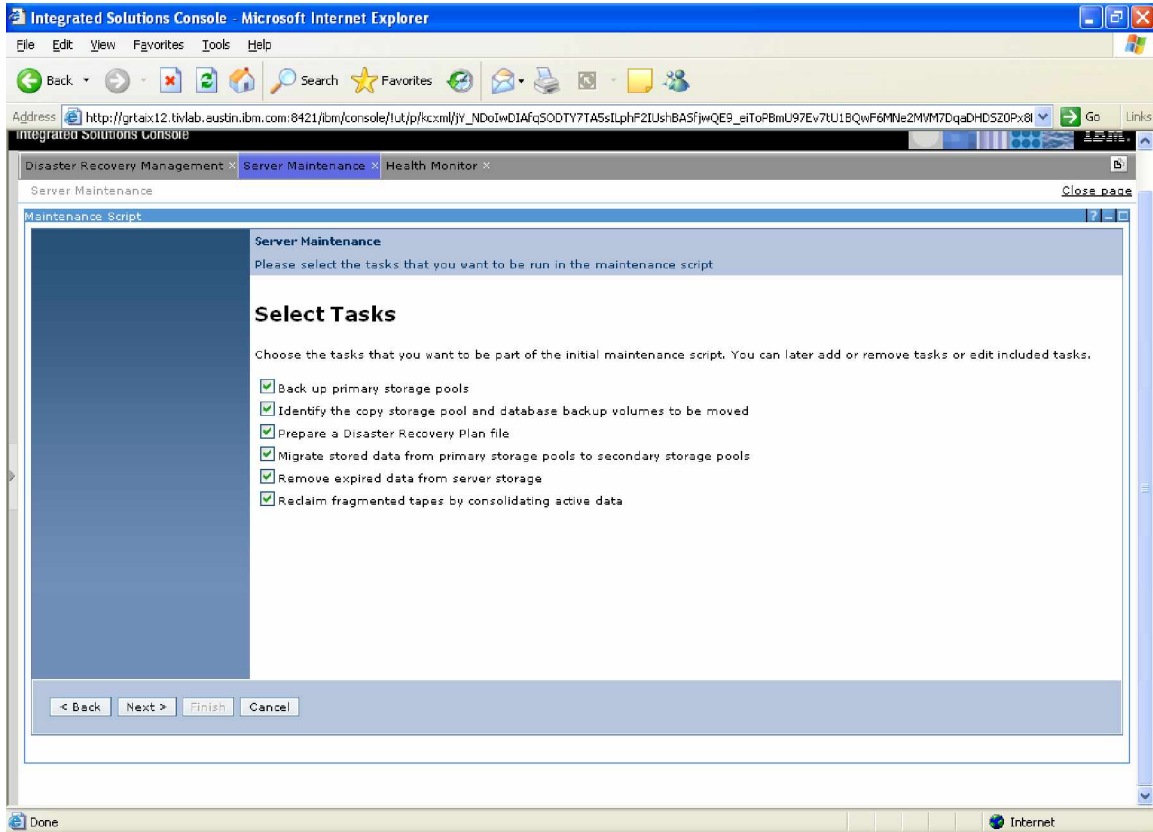 Integrated Solutions Console - Microsoft Internet Explorer
File Edit View Favorites Tools Help
Back Search Favorites
Address http://grtaix12.tivlab.austin.ibm.com:8421/ibm/console/!ut/p/kcxml/ Go Links
Integrated Solutions Console IBM.
Disaster Recovery Management × Server Maintenance × Health Monitor ×
Server Maintenance Close page
Maintenance Script ? -
Server Maintenance
Please select the tasks that you want to be run in the maintenance script
Select Tasks
Choose the tasks that you want to be part of the initial maintenance script. You can later add or remove tasks or edit included tasks.
Back up primary storage pools
Identify the copy storage pool and database backup volumes to be moved
Prepare a Disaster Recovery Plan file
Migrate stored data from primary storage pools to secondary storage pools
Remove expired data from server storage
Reclaim fragmented tapes by consolidating active data
< Back Next > Finish Cancel
Done Internet